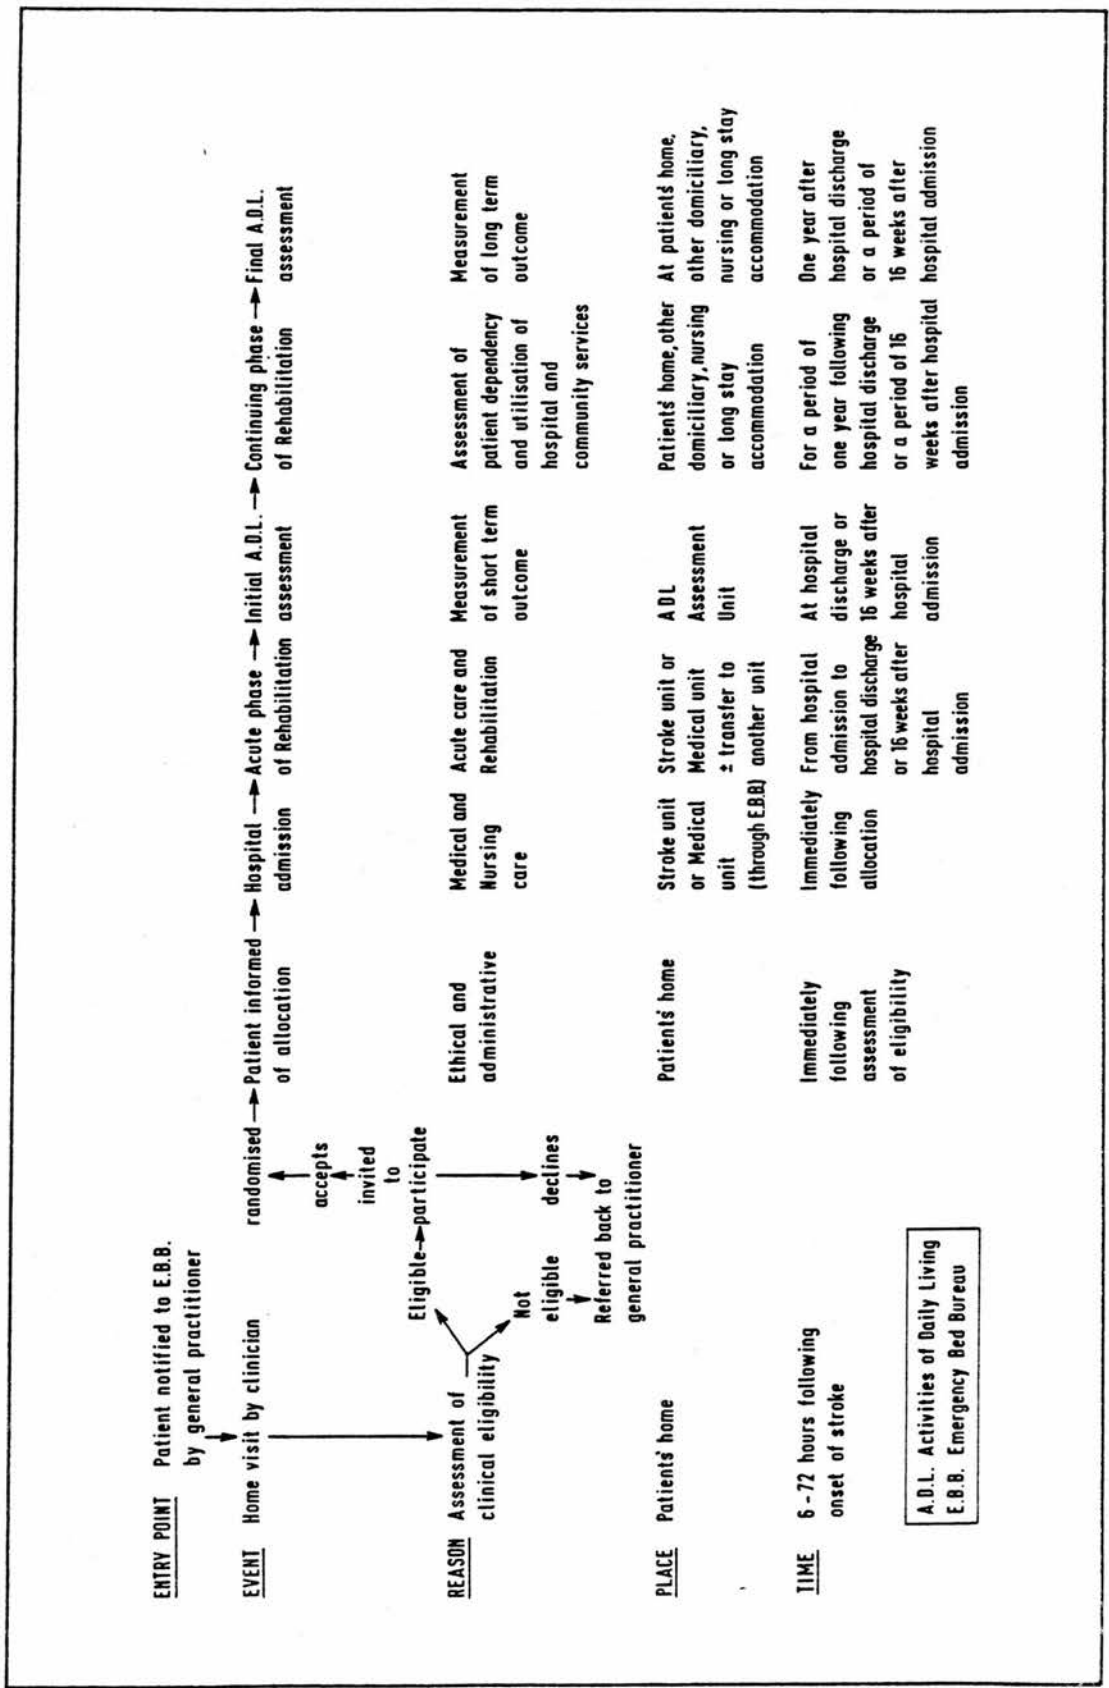 ENTRY POINT Patient notified to E.B.B.
by general practitioner
EVENT Home visit by clinician
randomised
Patient informed
of allocation
Hospital
admission
Acute phase
of Rehabilitation
Initial A.D.L.
assessment
Continuing phase
of Rehabilitation
Final A.D.L.
assessment
accepts
invited
to
participate
Eligible
declines
Not
eligible
Referred back to
general practitioner
REASON Assessment of
clinical eligibility
Ethical and
administrative
Medical and
Nursing
care
Acute care and
Rehabilitation
Measurement
of short term
outcome
Assessment of
patient dependency
and utilisation of
hospital and
community services
Measurement
of long term
outcome
PLACE Patients' home
Patients' home
Stroke unit
or Medical
unit
(through E.B.B)
Stroke unit or
Medical unit
± transfer to
another unit
ADL
Assessment
Unit
Patients' home, other
domiciliary, nursing
or long stay
accommodation
At patients' home,
other domiciliary,
nursing or long stay
accommodation
TIME 6-72 hours following
onset of stroke
Immediately
following
assessment
of eligibility
Immediately
following
allocation
From hospital
admission to
hospital discharge
or 16 weeks after
hospital
admission
At hospital
discharge or
16 weeks after
hospital
admission
For a period of
one year following
hospital discharge
or a period of 16
weeks after hospital
admission
One year after
hospital discharge
or a period of
16 weeks after
hospital admission
A.D.L. Activities of Daily Living
E.B.B. Emergency Bed Bureau